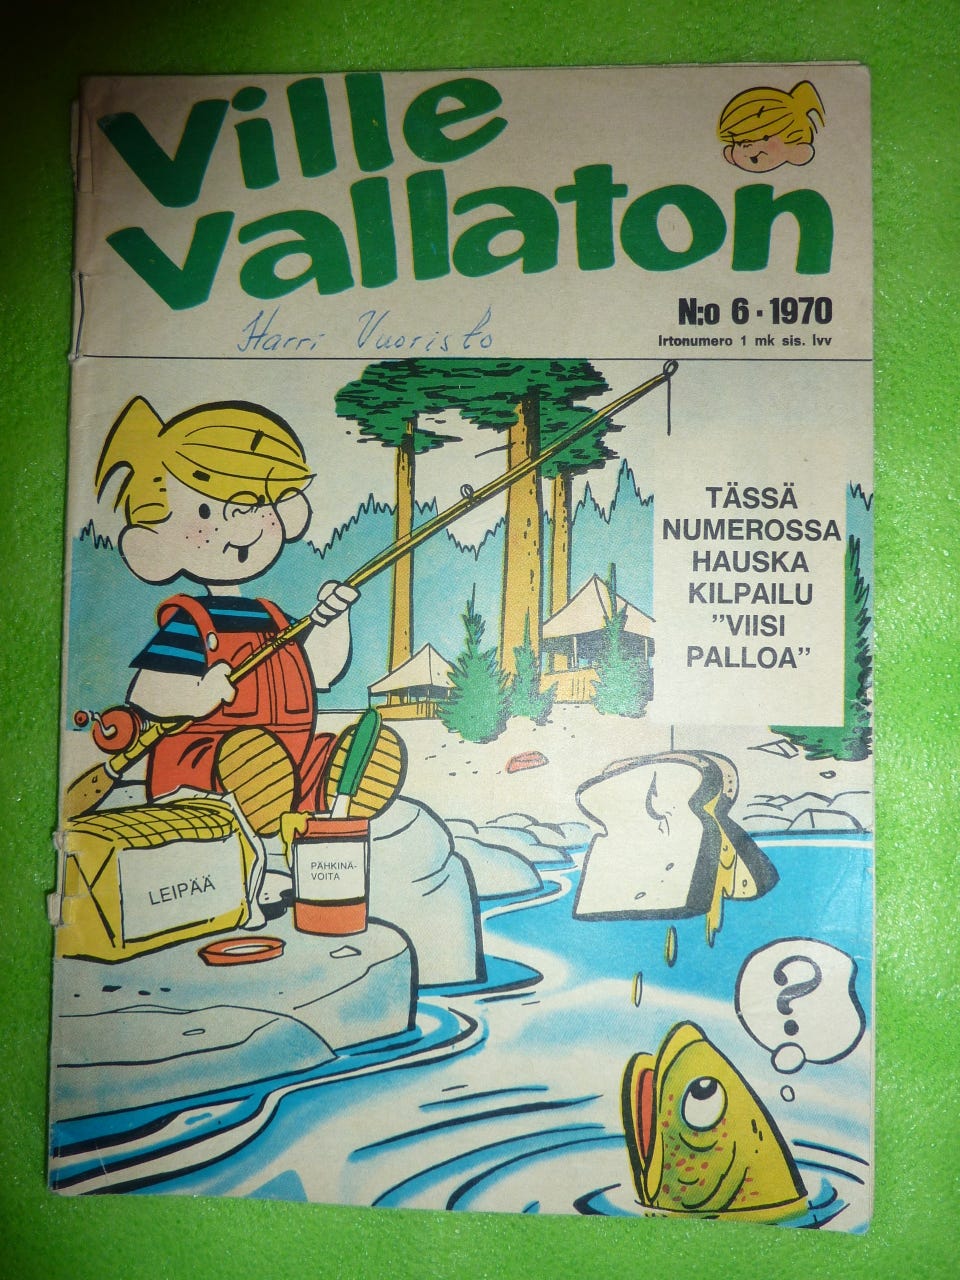 Ville
Vallaton
N:o 6 · 1970
Irtonumero 1 mk sis. lvv
Harri Vuoristo
TÄSSÄ
NUMEROSSA
HAUSKA
KILPAILU
"VIISI
PALLOA"
PÄHKINÄ-
VOITA
LEIPÄÄ
?